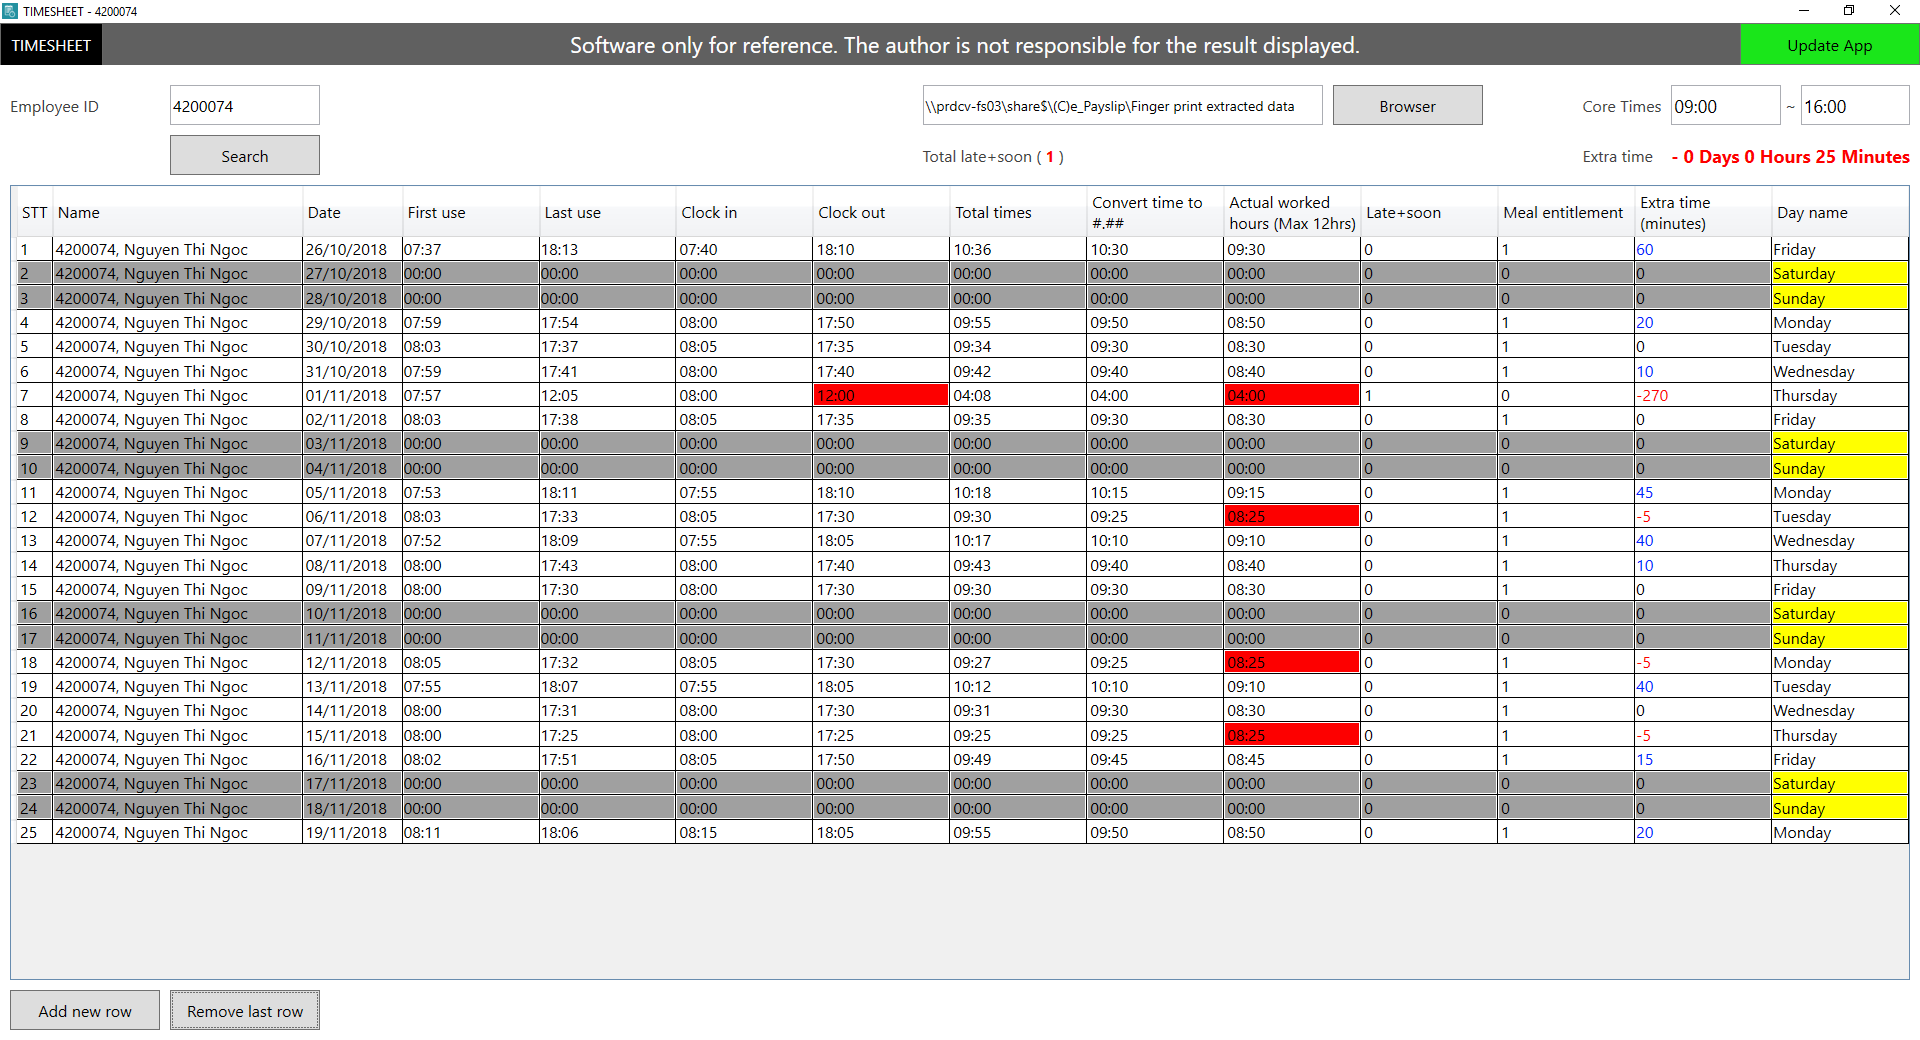 TIMESHEET - 4200074
TIMESHEET Software only for reference. The author is not responsible for the result displayed. Update App
Employee ID 4200074 \\prdcv-fs03\share$\(C)e_Payslip\Finger print extracted data Browser Core Times 09:00 ~ 16:00
Search Total late+soon ( 1 ) Extra time - 0 Days 0 Hours 25 Minutes
STT Name Date First use Last use Clock in Clock out Total times Convert time to #.## Actual worked hours (Max 12hrs) Late+soon Meal entitlement Extra time (minutes) Day name
1 4200074, Nguyen Thi Ngoc 26/10/2018 07:37 18:13 07:40 18:10 10:36 10:30 09:30 0 1 60 Friday
2 4200074, Nguyen Thi Ngoc 27/10/2018 00:00 00:00 00:00 00:00 00:00 00:00 00:00 0 0 0 Saturday
3 4200074, Nguyen Thi Ngoc 28/10/2018 00:00 00:00 00:00 00:00 00:00 00:00 00:00 0 0 0 Sunday
4 4200074, Nguyen Thi Ngoc 29/10/2018 07:59 17:54 08:00 17:50 09:55 09:50 08:50 0 1 20 Monday
5 4200074, Nguyen Thi Ngoc 30/10/2018 08:03 17:37 08:05 17:35 09:34 09:30 08:30 0 1 0 Tuesday
6 4200074, Nguyen Thi Ngoc 31/10/2018 07:59 17:41 08:00 17:40 09:42 09:40 08:40 0 1 10 Wednesday
7 4200074, Nguyen Thi Ngoc 01/11/2018 07:57 12:05 08:00 12:00 04:08 04:00 04:00 1 0 -270 Thursday
8 4200074, Nguyen Thi Ngoc 02/11/2018 08:03 17:38 08:05 17:35 09:35 09:30 08:30 0 1 0 Friday
9 4200074, Nguyen Thi Ngoc 03/11/2018 00:00 00:00 00:00 00:00 00:00 00:00 00:00 0 0 0 Saturday
10 4200074, Nguyen Thi Ngoc 04/11/2018 00:00 00:00 00:00 00:00 00:00 00:00 00:00 0 0 0 Sunday
11 4200074, Nguyen Thi Ngoc 05/11/2018 07:53 18:11 07:55 18:10 10:18 10:15 09:15 0 1 45 Monday
12 4200074, Nguyen Thi Ngoc 06/11/2018 08:03 17:33 08:05 17:30 09:30 09:25 08:25 0 1 -5 Tuesday
13 4200074, Nguyen Thi Ngoc 07/11/2018 07:52 18:09 07:55 18:05 10:17 10:10 09:10 0 1 40 Wednesday
14 4200074, Nguyen Thi Ngoc 08/11/2018 08:00 17:43 08:00 17:40 09:43 09:40 08:40 0 1 10 Thursday
15 4200074, Nguyen Thi Ngoc 09/11/2018 08:00 17:30 08:00 17:30 09:30 09:30 08:30 0 1 0 Friday
16 4200074, Nguyen Thi Ngoc 10/11/2018 00:00 00:00 00:00 00:00 00:00 00:00 00:00 0 0 0 Saturday
17 4200074, Nguyen Thi Ngoc 11/11/2018 00:00 00:00 00:00 00:00 00:00 00:00 00:00 0 0 0 Sunday
18 4200074, Nguyen Thi Ngoc 12/11/2018 08:05 17:32 08:05 17:30 09:27 09:25 08:25 0 1 -5 Monday
19 4200074, Nguyen Thi Ngoc 13/11/2018 07:55 18:07 07:55 18:05 10:12 10:10 09:10 0 1 40 Tuesday
20 4200074, Nguyen Thi Ngoc 14/11/2018 08:00 17:31 08:00 17:30 09:31 09:30 08:30 0 1 0 Wednesday
21 4200074, Nguyen Thi Ngoc 15/11/2018 08:00 17:25 08:00 17:25 09:25 09:25 08:25 0 1 -5 Thursday
22 4200074, Nguyen Thi Ngoc 16/11/2018 08:02 17:51 08:05 17:50 09:49 09:45 08:45 0 1 15 Friday
23 4200074, Nguyen Thi Ngoc 17/11/2018 00:00 00:00 00:00 00:00 00:00 00:00 00:00 0 0 0 Saturday
24 4200074, Nguyen Thi Ngoc 18/11/2018 00:00 00:00 00:00 00:00 00:00 00:00 00:00 0 0 0 Sunday
25 4200074, Nguyen Thi Ngoc 19/11/2018 08:11 18:06 08:15 18:05 09:55 09:50 08:50 0 1 20 Monday
Add new row Remove last row